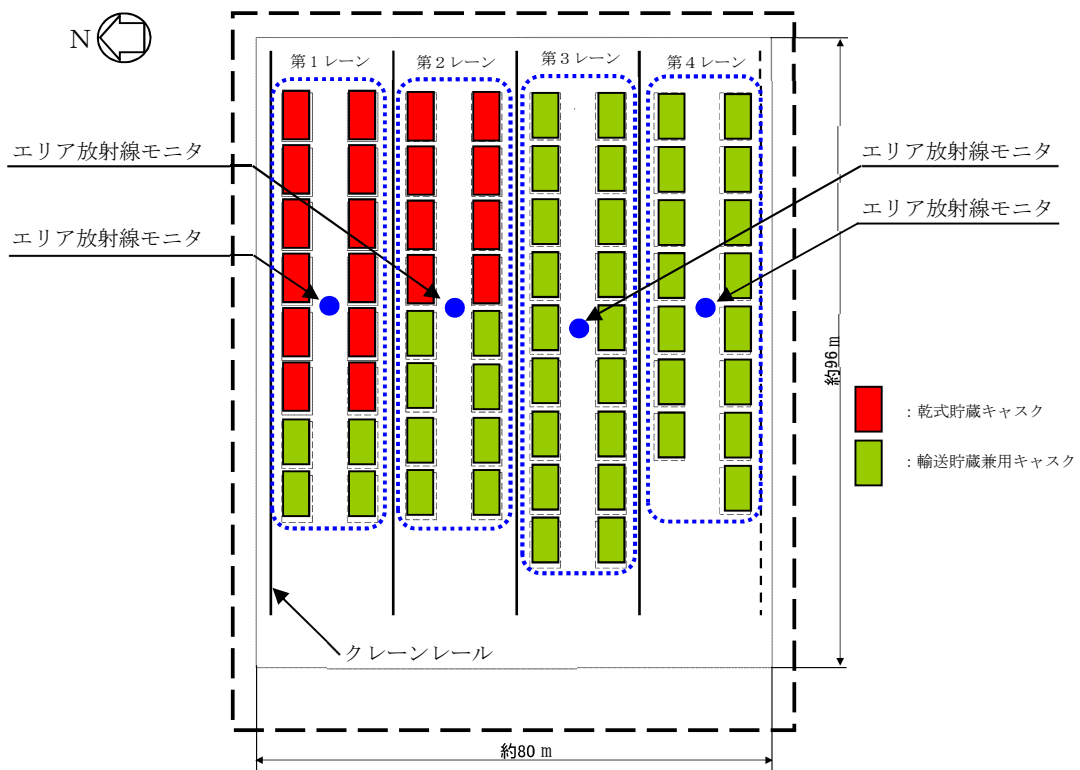 N
第1レーン
第2レーン
第3レーン
第4レーン
エリア放射線モニタ
エリア放射線モニタ
エリア放射線モニタ
エリア放射線モニタ
約96 m
：乾式貯蔵キャスク
：輸送貯蔵兼用キャスク
クレーンレール
約80 m